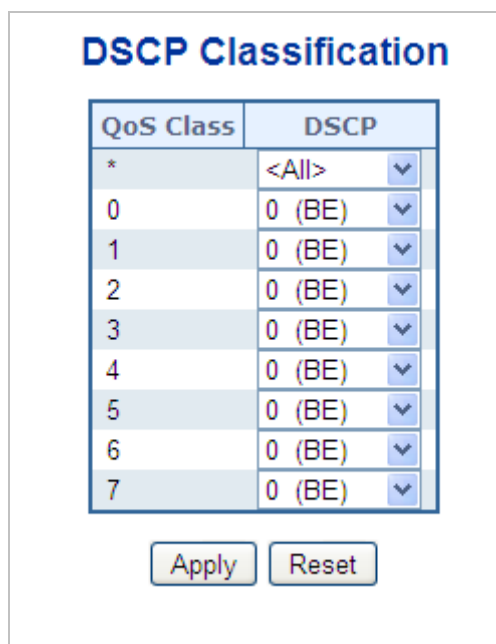 DSCP Classification
QoS Class DSCP
* <All>
0 0 (BE)
1 0 (BE)
2 0 (BE)
3 0 (BE)
4 0 (BE)
5 0 (BE)
6 0 (BE)
7 0 (BE)
Apply Reset